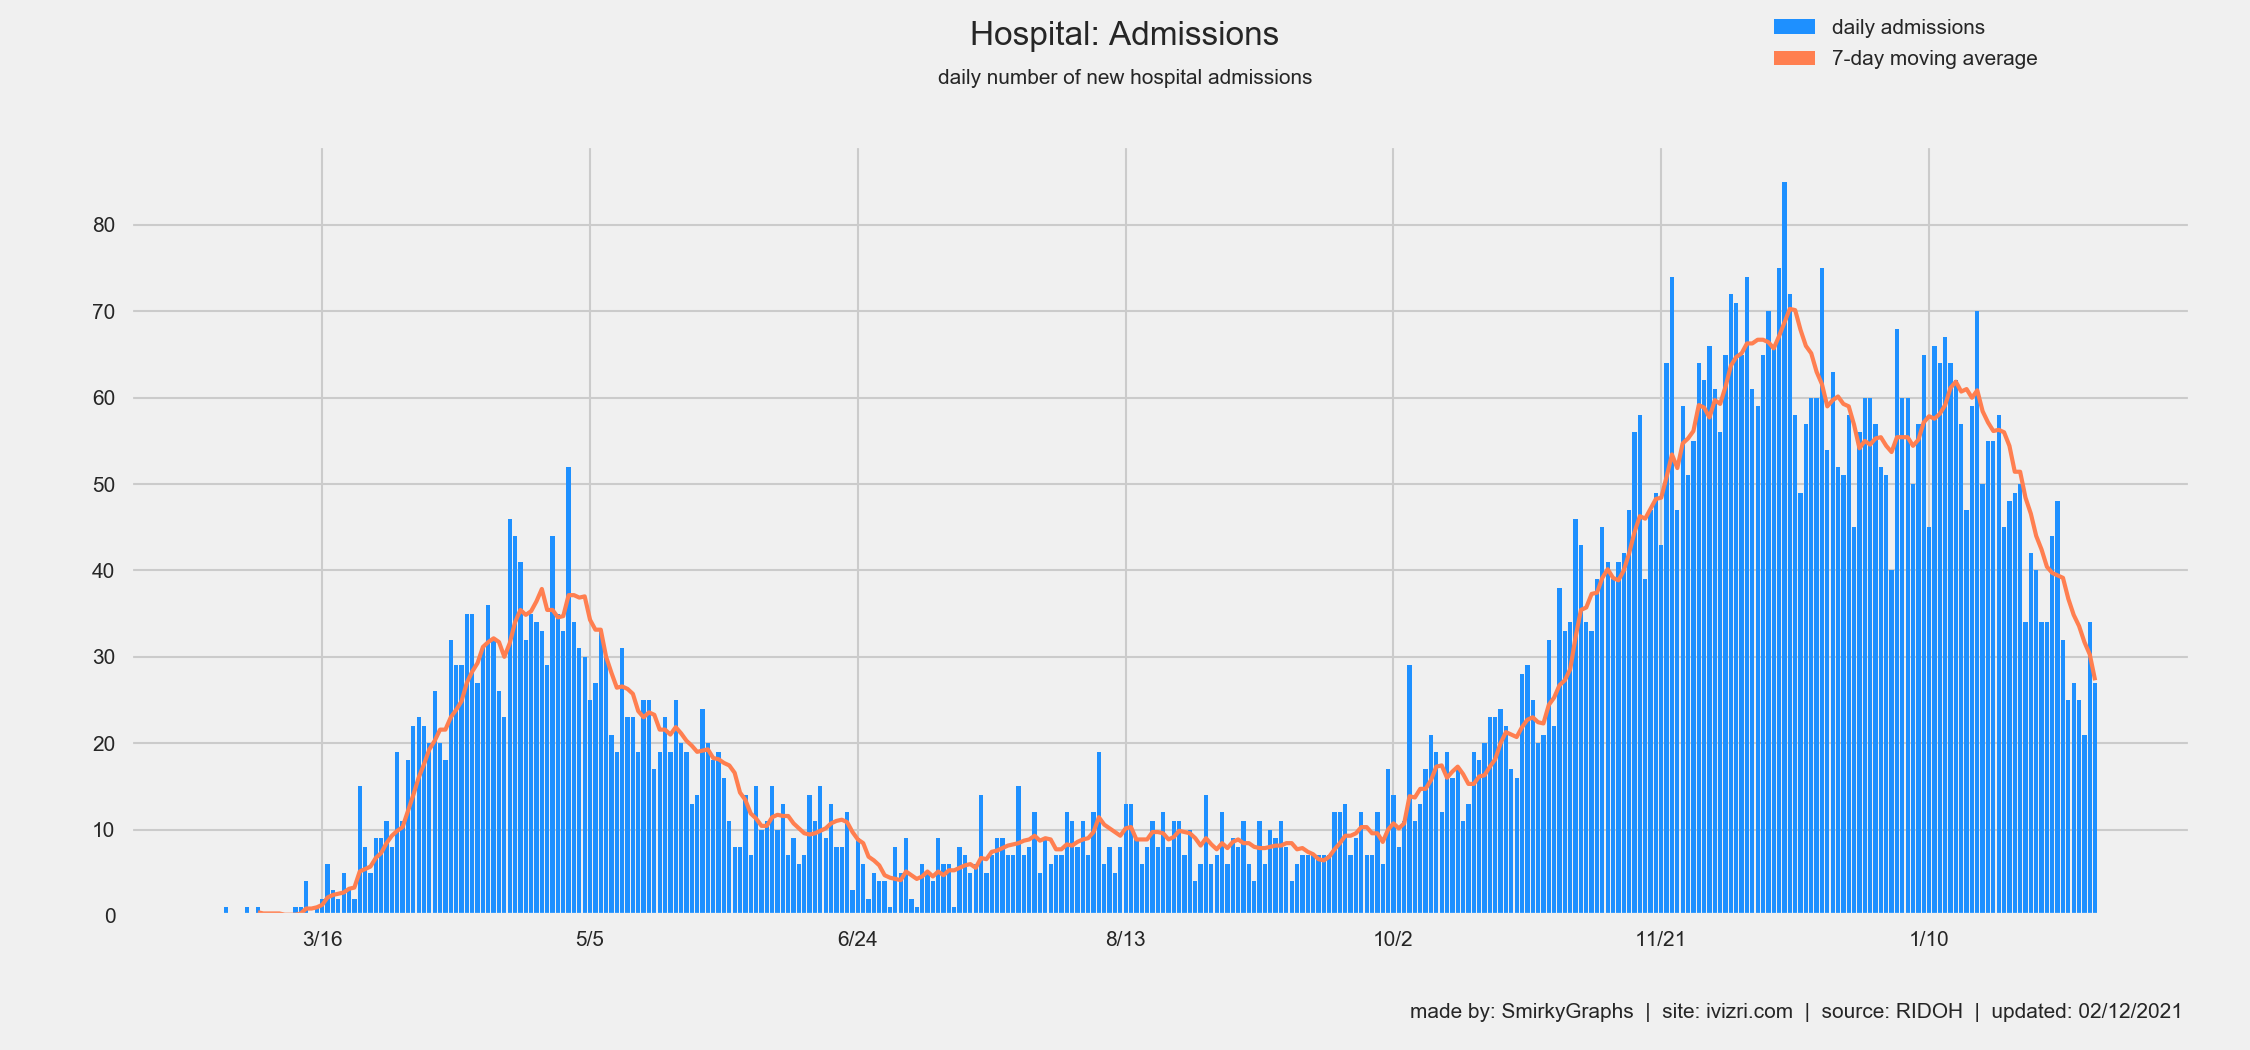 Hospital: Admissions
daily number of new hospital admissions
daily admissions
7-day moving average
80
70
60
50
40
30
20
10
0
3/16 5/5 6/24 8/13 10/2 11/21 1/10
made by: SmirkyGraphs | site: ivizri.com | source: RIDOH | updated: 02/12/2021